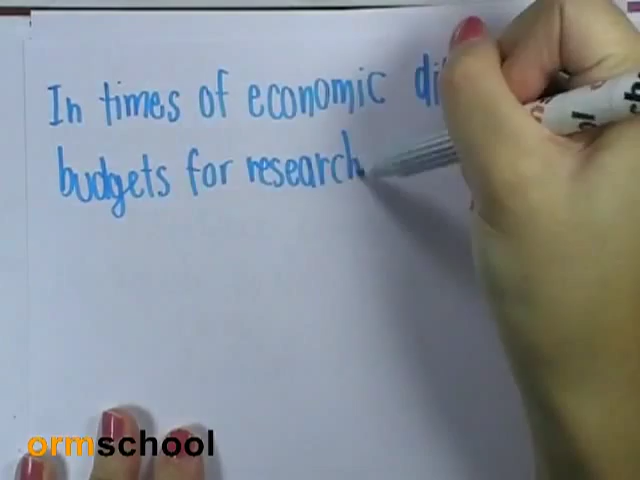 In times of economic
budgets for research
ormschool